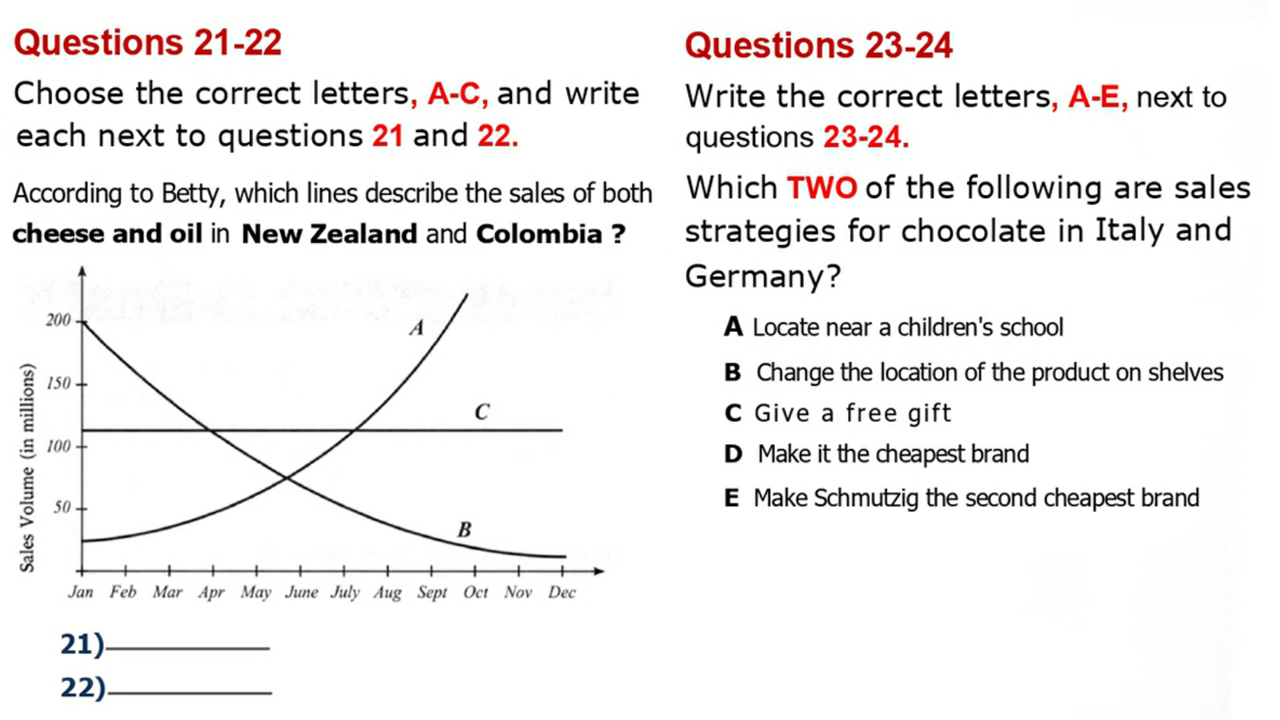 Questions 21-22
Choose the correct letters, A-C, and write
each next to questions 21 and 22.
According to Betty, which lines describe the sales of both
cheese and oil in New Zealand and Colombia ?
Sales Volume (in millions)
200
150
100
50
A
C
B
Jan Feb Mar Apr May June July Aug Sept Oct Nov Dec
21)
22)
Questions 23-24
Write the correct letters, A-E, next to
questions 23-24.
Which TWO of the following are sales
strategies for chocolate in Italy and
Germany?
A Locate near a children's school
B Change the location of the product on shelves
C Give a free gift
D Make it the cheapest brand
E Make Schmutzig the second cheapest brand